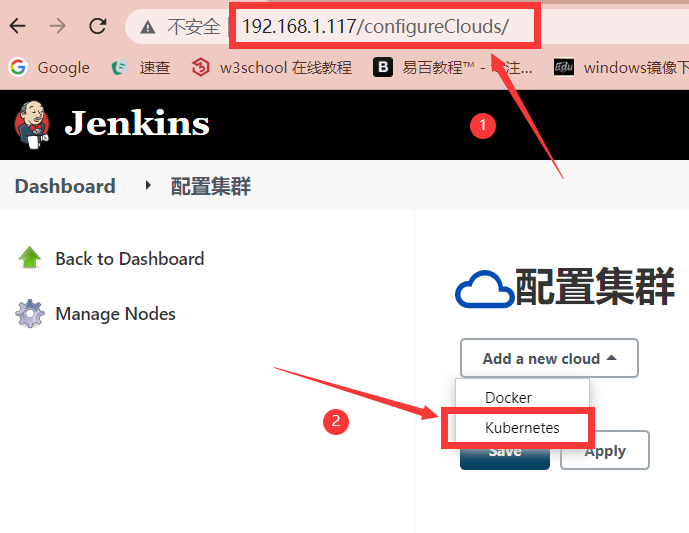 不安全
192.168.1.117/configureClouds/
Google
速查
w3school 在线教程
B
易百教程™ - 专注...
windows镜像下
1
Jenkins
Dashboard
配置集群
Back to Dashboard
配置集群
Manage Nodes
Add a new cloud
Docker
2
Kubernetes
Save
Apply